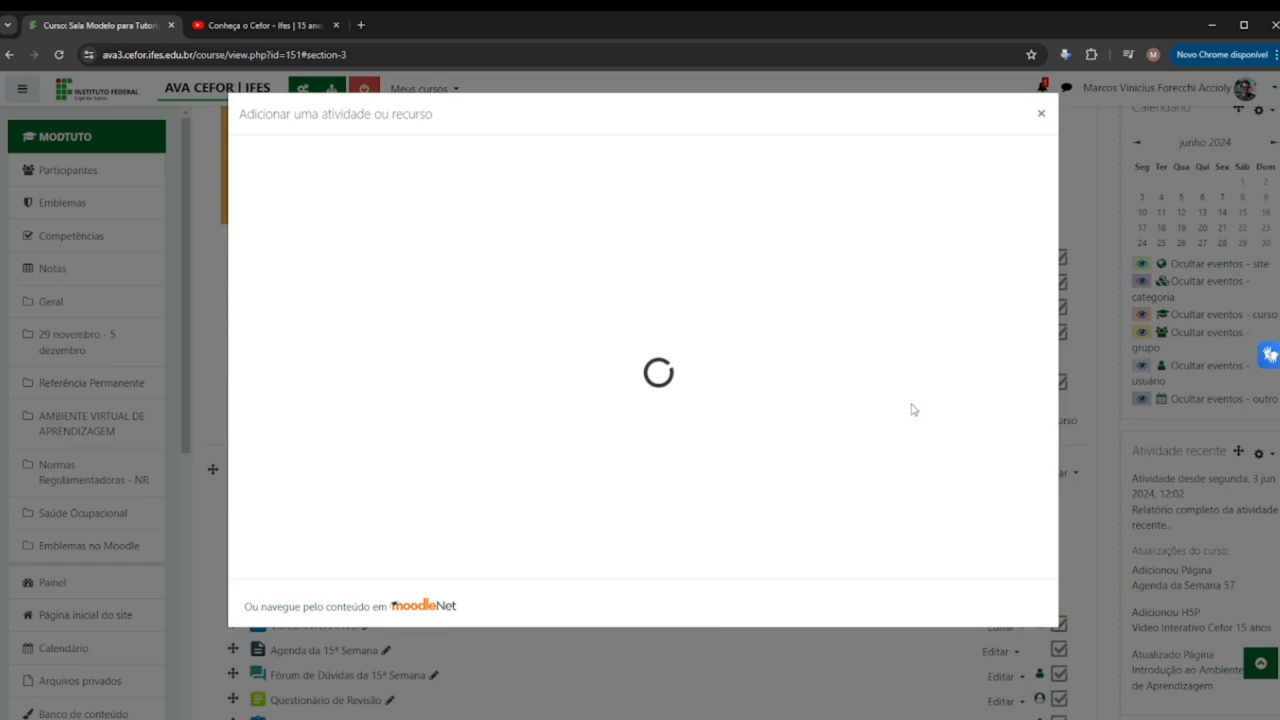 Curso: Sala Modelo para Tutori
Conheça o Cefor - Ifes | 15 ano
ava3.cefor.ifes.edu.br/course/view.php?id=151#section-3
M
Novo Chrome disponível
INSTITUTO FEDERAL
Espírito Santo
AVA CEFOR | IFES
Meus cursos
1
Marcos Vinicius Forecchi Accioly
Adicionar uma atividade ou recurso
×
MODTUTO
Participantes
Emblemas
Competências
Notas
Geral
29 novembro - 5
dezembro
Referência Permanente
AMBIENTE VIRTUAL DE
APRENDIZAGEM
Normas
Regulamentadoras - NR
Saúde Ocupacional
Emblemas no Moodle
Painel
Página inicial do site
Calendário
Arquivos privados
Banco de conteúdo
Ou navegue pelo conteúdo em moodleNet
Agenda da 15ª Semana
Editar
Fórum de Dúvidas da 15ª Semana
Editar
Questionário de Revisão
Editar
Calendário
junho 2024
Seg Ter Qua Qui Sex Sáb Dom
1 2
3 4 5 6 7 8 9
10 11 12 13 14 15 16
17 18 19 20 21 22 23
24 25 26 27 28 29 30
Ocultar eventos - site
Ocultar eventos -
categoria
Ocultar eventos - curso
Ocultar eventos -
grupo
Ocultar eventos -
usuário
Ocultar eventos - outro
Atividade recente
Atividade desde segunda, 3 jun
2024, 12:02
Relatório completo da atividade
recente..
Atualizações do curso:
Adicionou Página
Agenda da Semana 57
Adicionou H5P
Video Interativo Cefor 15 anos
Atualizado Página
Introdução ao Ambiente
de Aprendizagem